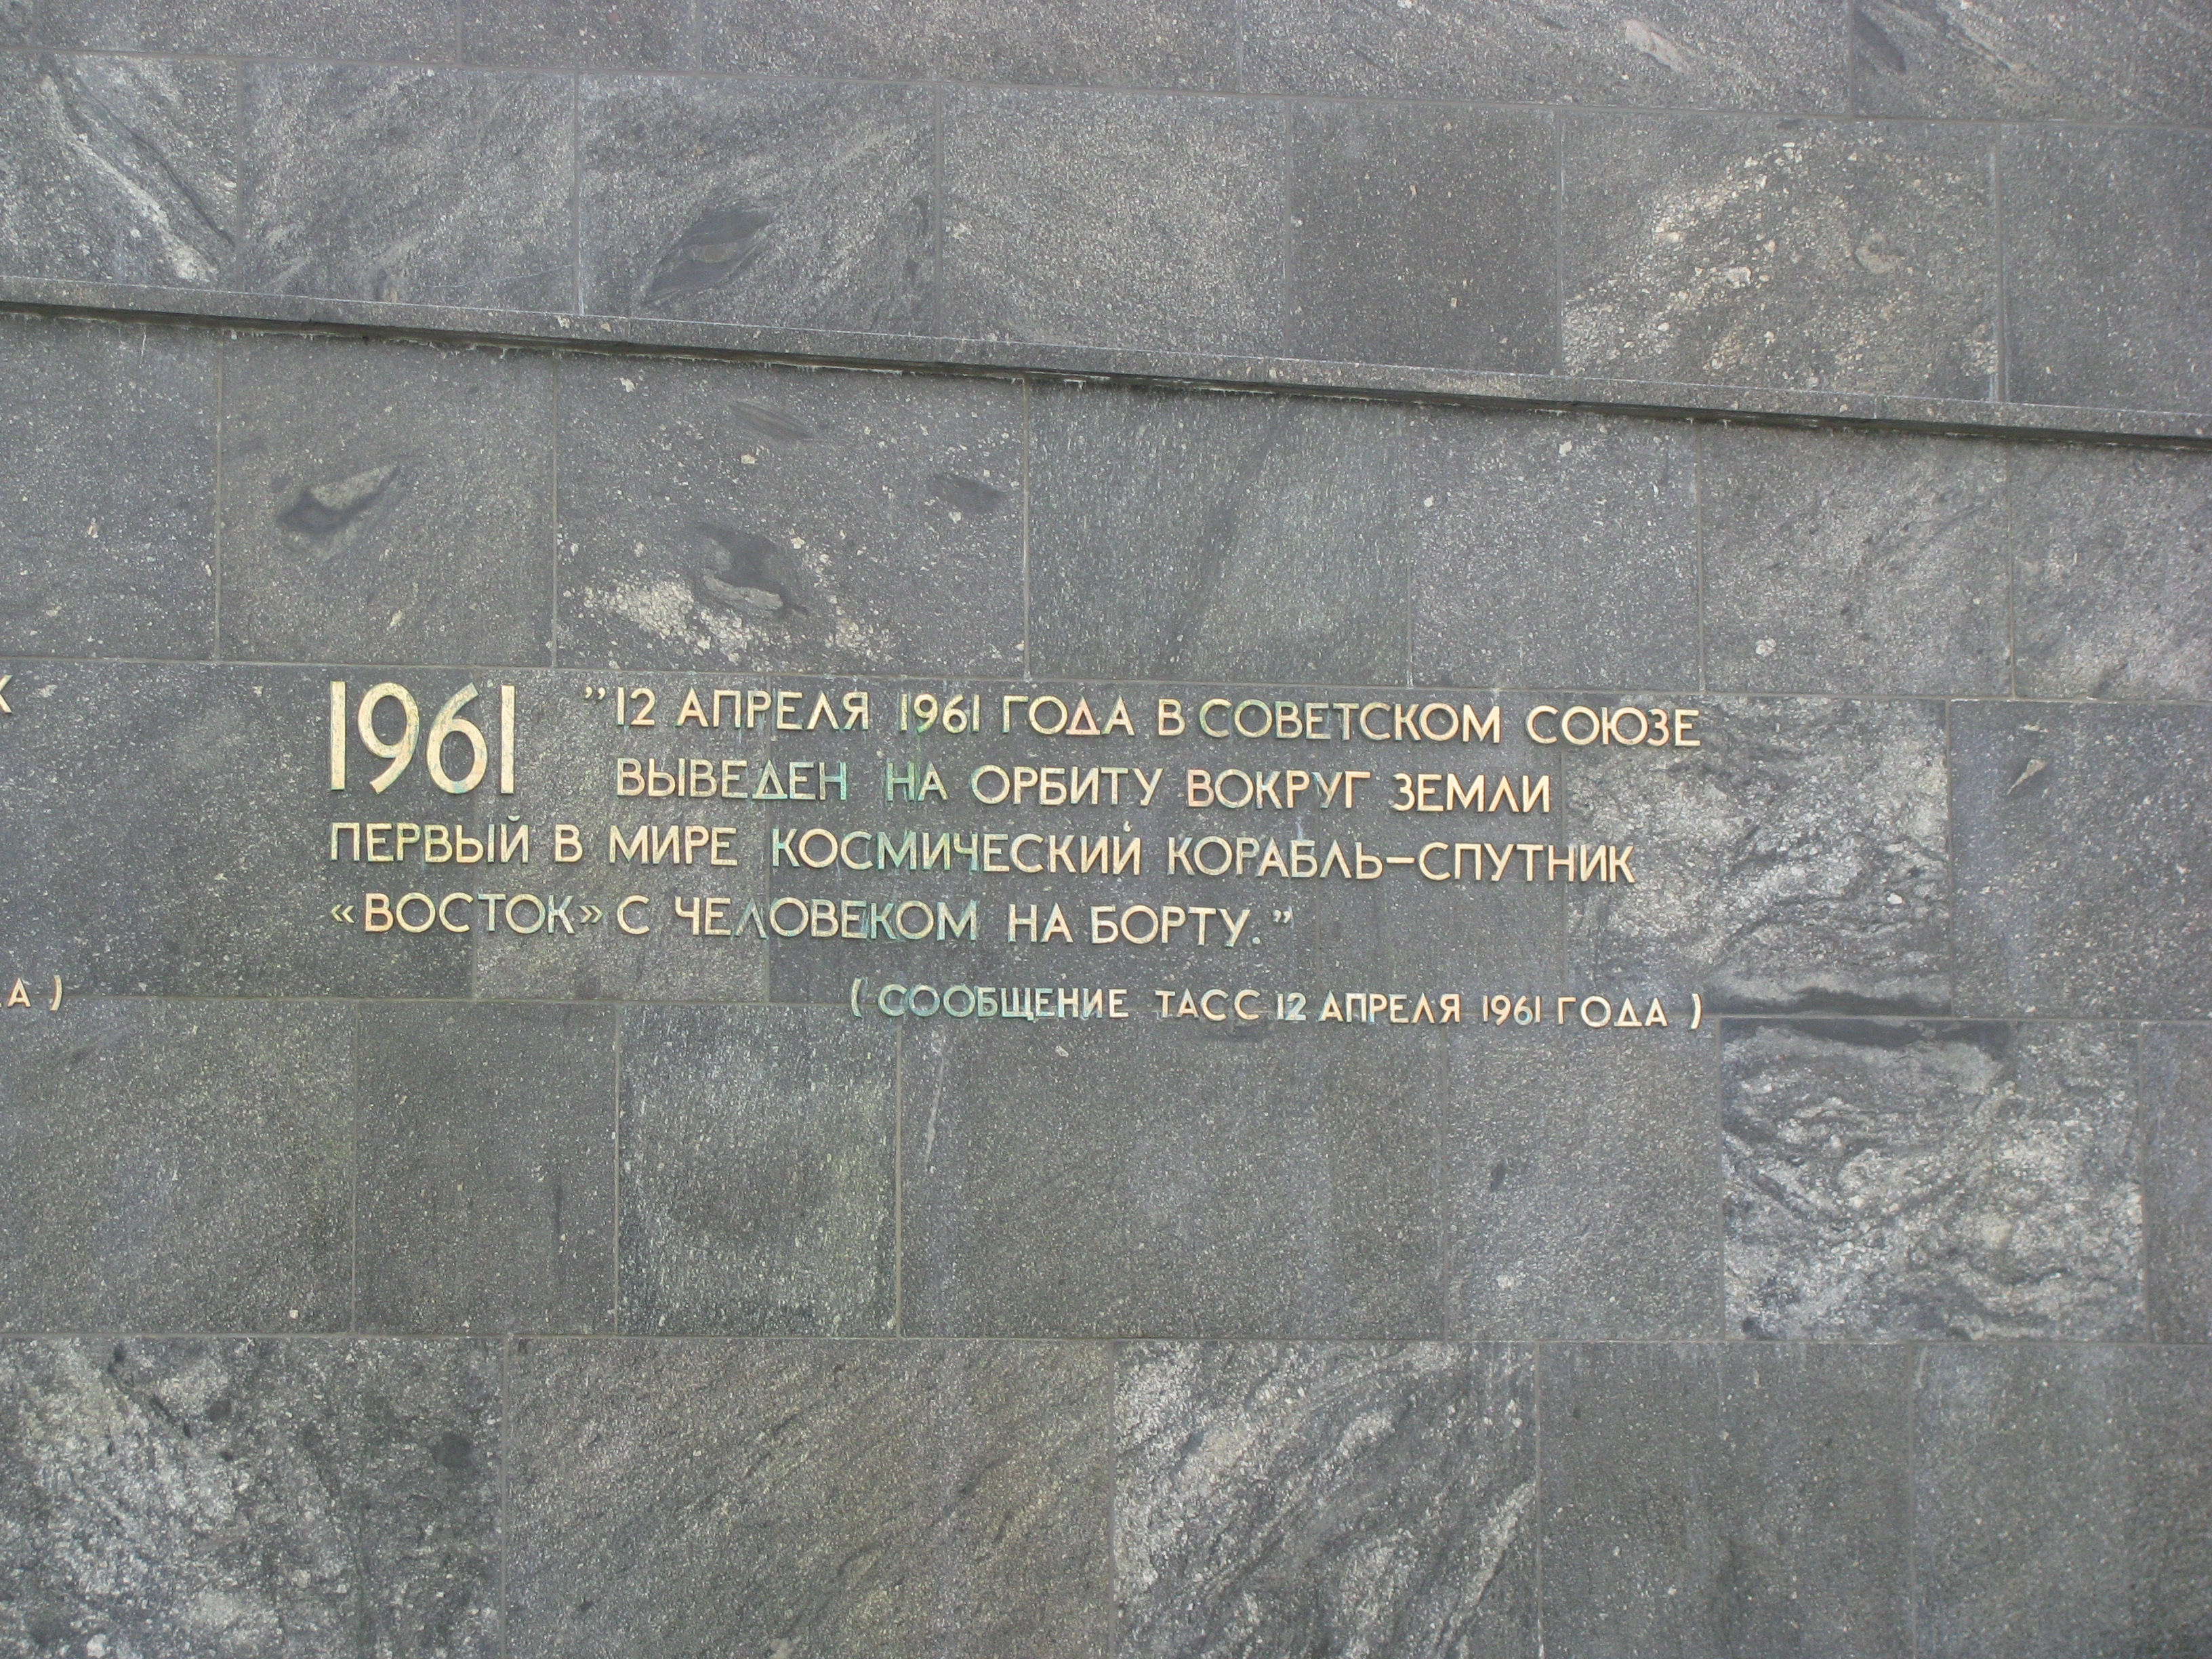 1961 "12 АПРЕЛЯ 1961 ГОДА В СОВЕТСКОМ СОЮЗЕ
ВЫВЕДЕН НА ОРБИТУ ВОКРУГ ЗЕМЛИ
ПЕРВЫЙ В МИРЕ КОСМИЧЕСКИЙ КОРАБЛЬ-СПУТНИК
«ВОСТОК» С ЧЕЛОВЕКОМ НА БОРТУ."
(СООБЩЕНИЕ ТАСС 12 АПРЕЛЯ 1961 ГОДА)